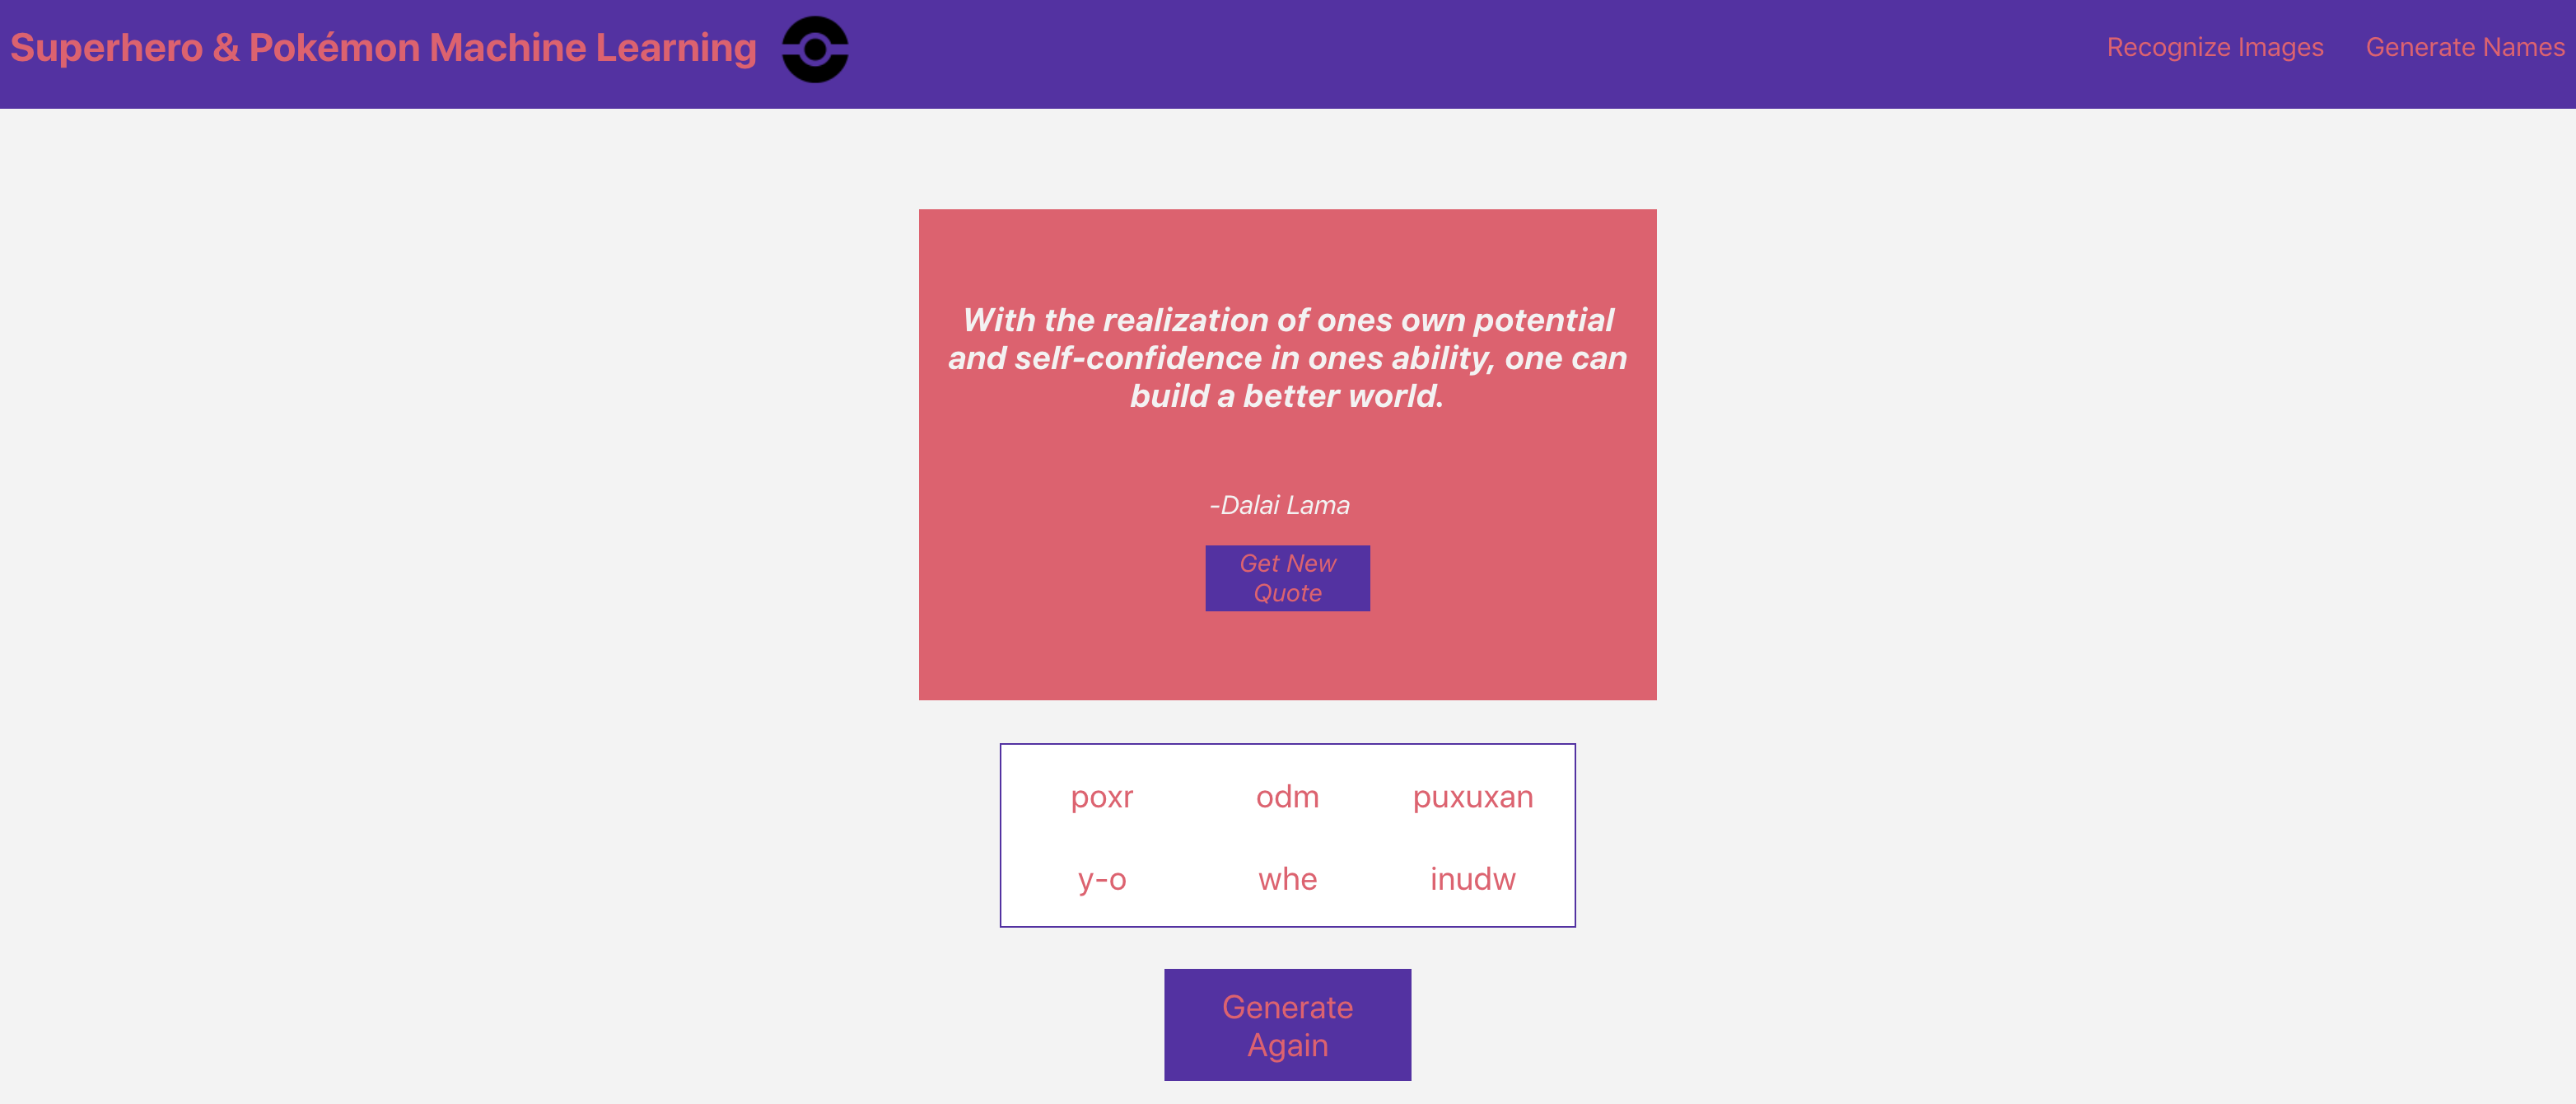 Superhero & Pokémon Machine Learning
Recognize Images
Generate Names
With the realization of ones own potential
and self-confidence in ones ability, one can
build a better world.
-Dalai Lama
Get New
Quote
poxr odm puxuxan
y-o whe inudw
Generate
Again